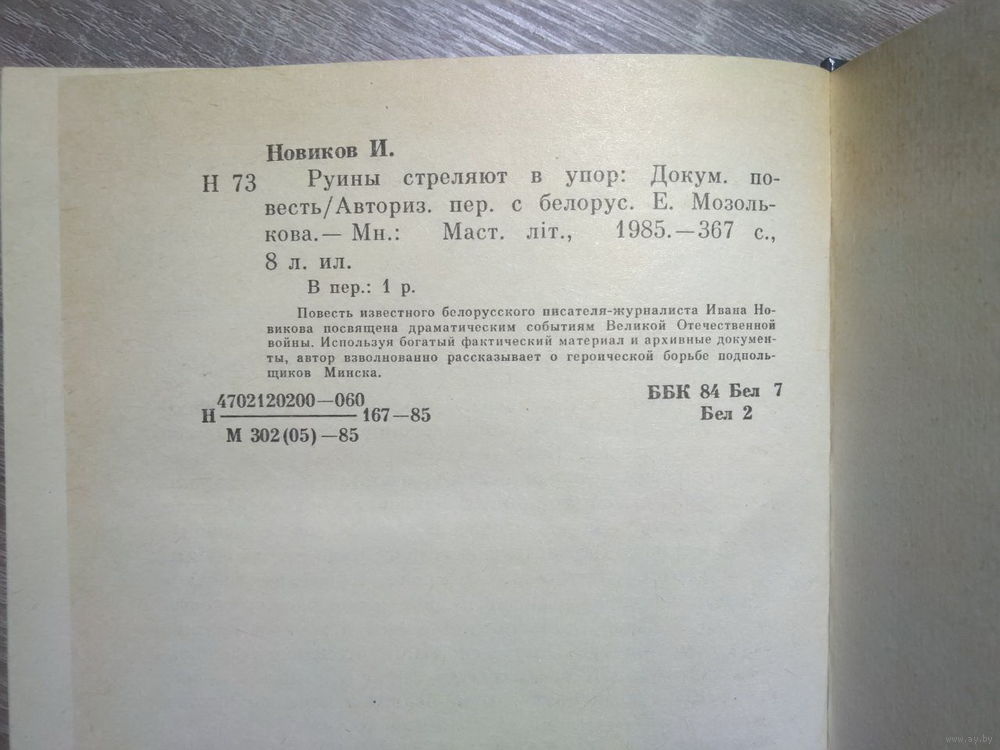 Новиков И.
Н 73 Руины стреляют в упор: Докум. по-
весть/Авториз. пер. с белорус. Е. Мозоль-
кова.— Мн.: Маст. літ., 1985.—367 с.,
8 л. ил.
В пер.: 1 р.
Повесть известного белорусского писателя-журналиста Ивана Но-
викова посвящена драматическим событиям Великой Отечественной
войны. Используя богатый фактический материал и архивные докумен-
ты, автор взволнованно рассказывает о героической борьбе подполь-
щиков Минска.
4702120200—060
Н 167—85
М 302(05)—85
ББК 84 Бел 7
Бел 2
www.ay.by